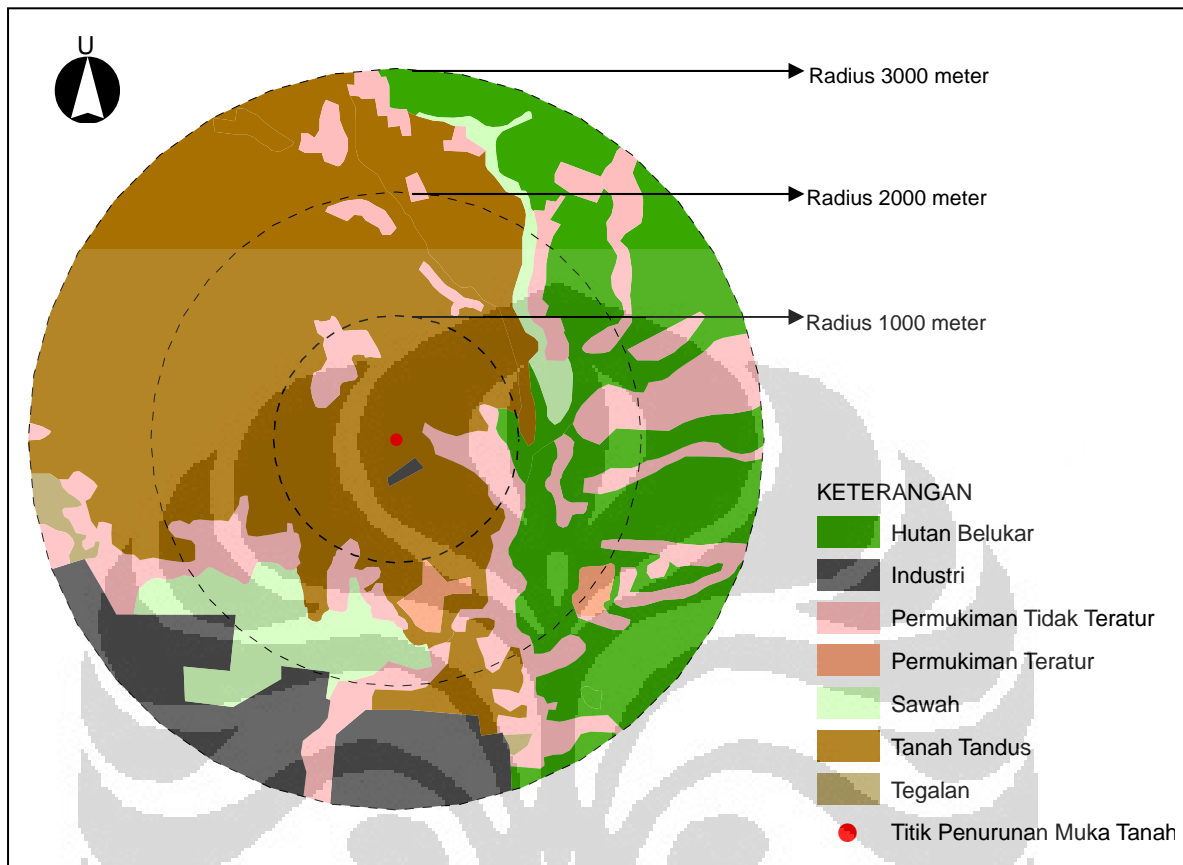 U
Radius 3000 meter
Radius 2000 meter
Radius 1000 meter
KETERANGAN
Hutan Belukar
Industri
Permukiman Tidak Teratur
Permukiman Teratur
Sawah
Tanah Tandus
Tegalan
Titik Penurunan Muka Tanah